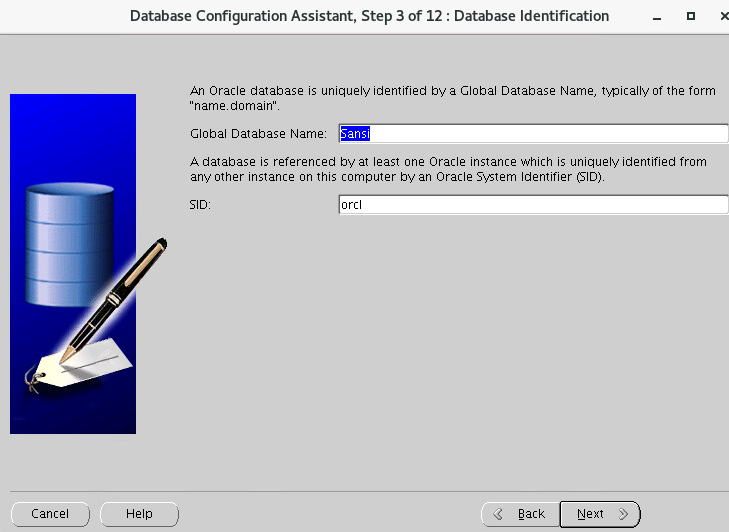 Database Configuration Assistant, Step 3 of 12 : Database Identification
An Oracle database is uniquely identified by a Global Database Name, typically of the form
"name.domain".
Global Database Name: Sansi
A database is referenced by at least one Oracle instance which is uniquely identified from
any other instance on this computer by an Oracle System Identifier (SID).
SID: orcl
Cancel Help Back Next